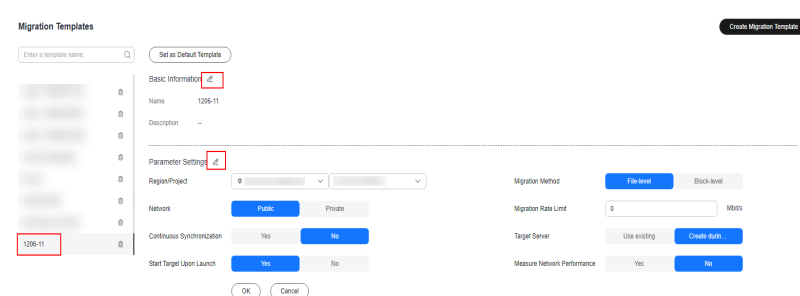 Migration Templates
Create Migration Template
Enter a template name.
Set as Default Template
Basic Information
Name 1206-11
Description --
Parameter Settings
Region/Project
Migration Method File-level Block-level
Network Public Private
Migration Rate Limit 0 Mbit/s
Continuous Synchronization Yes No
Target Server Use existing Create durin...
1206-11
Start Target Upon Launch Yes No
Measure Network Performance Yes No
OK Cancel